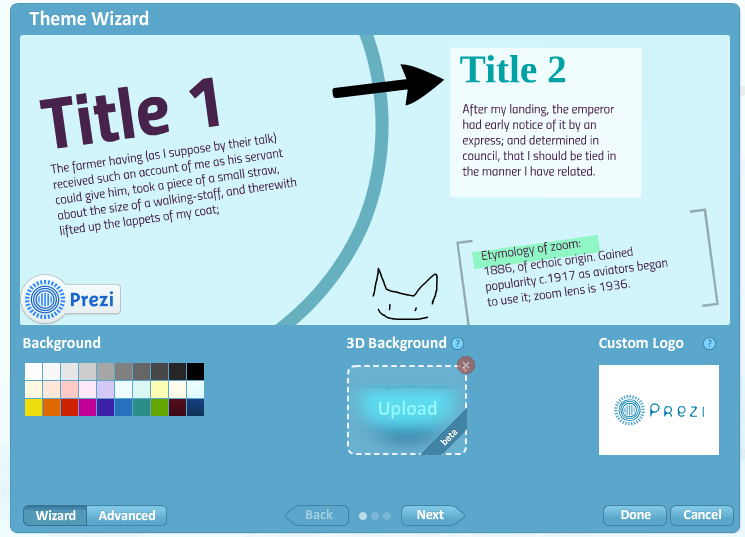 Theme Wizard
Title 1
The farmer having (as I suppose by their talk)
received such an account of me as his servant
could give him, took a piece of a small straw,
about the size of a walking-staff, and therewith
lifted up the lappets of my coat;
Title 2
After my landing, the emperor
had early notice of it by an
express; and determined in
council, that I should be tied in
the manner I have related.
Etymology of zoom:
1886, of echoic origin. Gained
popularity c.1917 as aviators began
to use it; zoom lens is 1936.
Prezi
Background
3D Background ?
Custom Logo ?
Upload
beta
PREZI
Wizard
Advanced
Back
Next
Done
Cancel